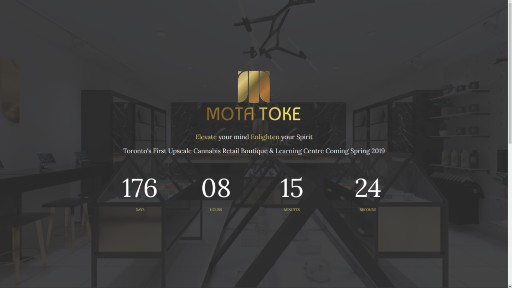 MOTA TOKE
Elevate your mind Enlighten your Spirit
Toronto's First Upscale Cannabis Retail Boutique & Learning Centre Coming Spring 2019
176 08 15 24
DAYS HOURS MINUTES SECONDS